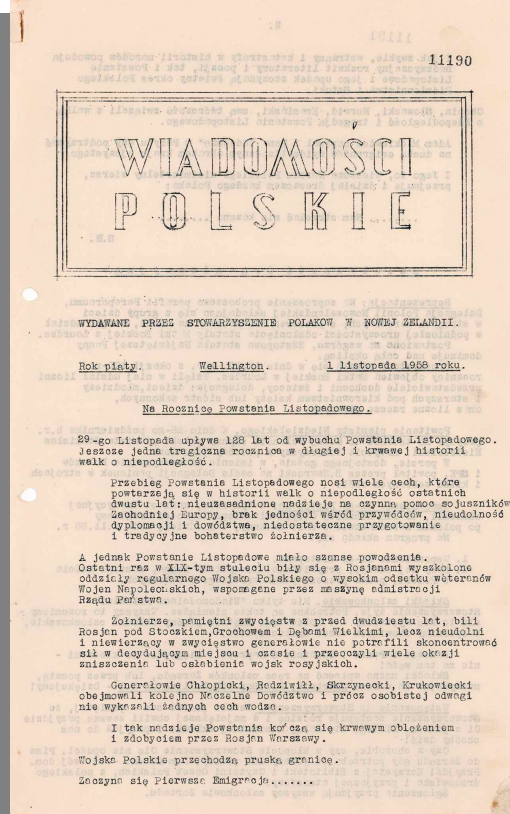 11190
WIADOMOŚCI
POLSKIE
WYDAWANE PRZEZ STOWARZYSZENIE POLAKOW W NOWEJ ZELANDII.
Rok piąty. Wellington. 1 listopada 1958 roku.
Na Rocznicę Powstania Listopadowego.
29-go Listopada upływa 128 lat od wybuchu Powstania Listopadowego.
Jeszcze jedna tragiczna rocznica w długiej i krwawej historii
walk o niepodległość.
Przebieg Powstania Listopadowego nosi wiele cech, które
powtarzają się w historii walk o niepodległość ostatnich
dwustu lat: nieuzasadnione nadzieje na czynną pomoc sojuszników
Zachodniej Europy, brak jedności wśród przywódców, nieudolność
dyplomacji i dowództwa, niedostateczne przygotowanie
i tradycyjne bohaterstwo żołnierza.
A jednak Powstanie Listopadowe miało szanse powodzenia.
Ostatni raz w XIX-tym stuleciu biły się z Rosjanami wyszkolone
oddziały regularnego Wojska Polskiego o wysokim odsetku weteranów
Wojen Napoleońskich, wspomagane przez maszynę admistracji
Rządu Państwa.
Żołnierze, pamiętni zwycięstw z przed dwudziestu lat, bili
Rosjan pod Stoczkiem,Grochowem i Dębami Wielkimi, lecz nieudolni
i niewierzący w zwycięstwo generałowie nie potrafili skoncentrować
sił w decydującym miejscu i czasie i przeoczyli wiele okazji
zniszczenia lub osłabienia wojsk rosyjskich.
Generałowie Chłopicki, Radziwiłł, Skrzynecki, Krukowiecki
obejmowali kolejno Naczelne Dowództwo i prócz osobistej odwagi
nie wykazali żadnych cech wodza.
I tak nadzieje Powstania kończą się krwawym oblężeniem
i zdobyciem przez Rosjan Warszawy.
Wojska Polskie przechodzą pruską granicę.
Zaczyna się Pierwsza Emigracja.......